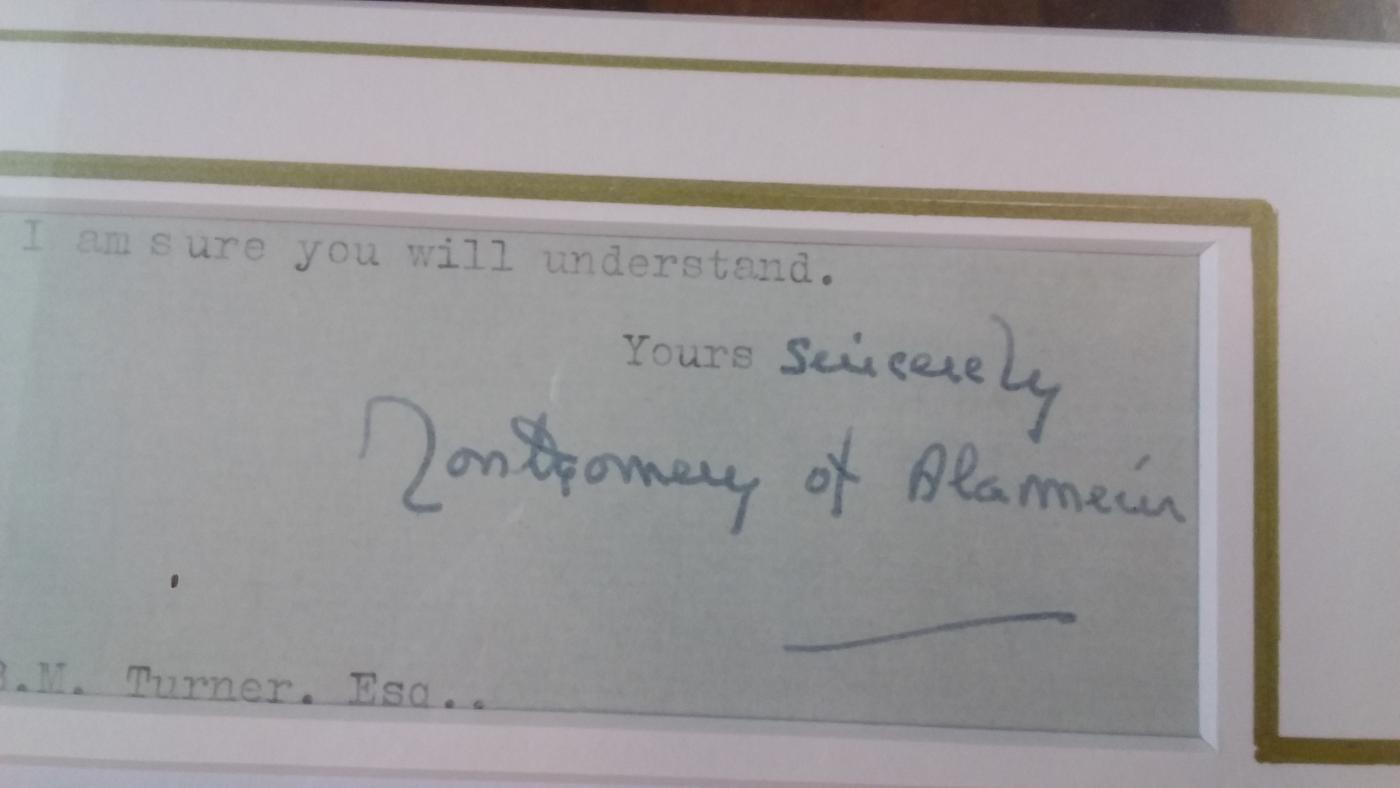 I am sure you will understand.
Yours sincerely
Montgomery of Alamein
B.M. Turner. Esq..